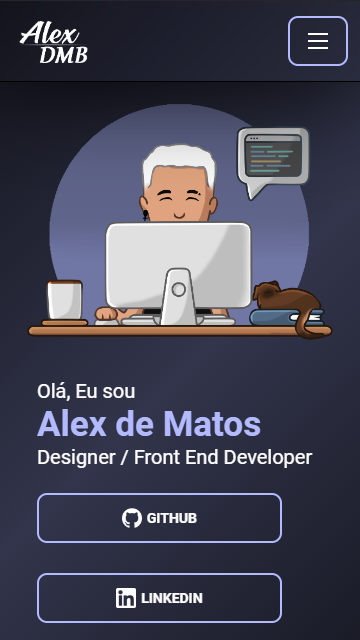 Alex
DMB
Olá, Eu sou
Alex de Matos
Designer / Front End Developer
GITHUB
LINKEDIN